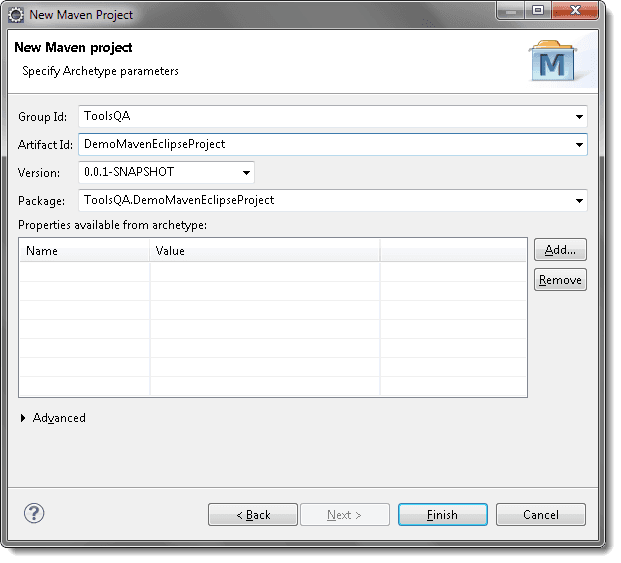 New Maven Project
New Maven project
Specify Archetype parameters
M
Group Id: ToolsQA
Artifact Id: DemoMavenEclipseProject
Version: 0.0.1-SNAPSHOT
Package: ToolsQA.DemoMavenEclipseProject
Properties available from archetype:
Name Value
Add...
Remove
Advanced
? < Back Next > Finish Cancel